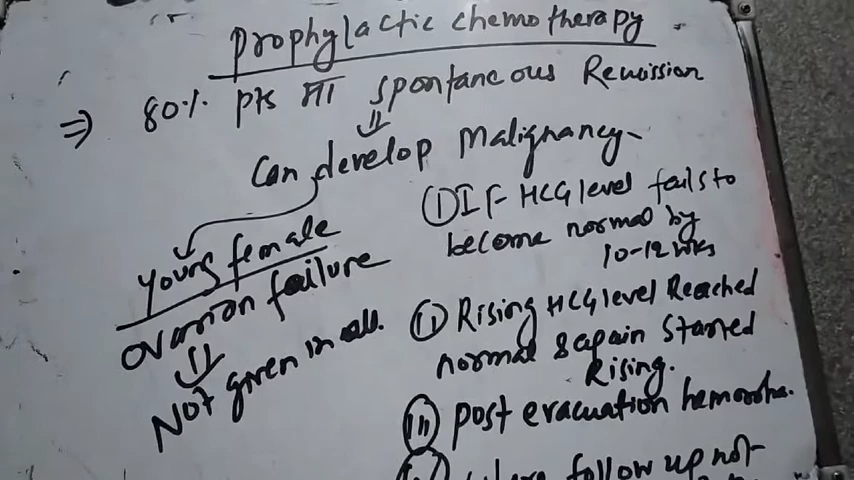 Prophylactic chemotherapy
⇒ 80% pts मा spontaneous Remission
⇓
Can develop Malignancy
young female
ovarian failure
⇓
Not given in all.
(i) If HCG level fails to
become normal by
10-12 wks
(ii) Rising HCG level Reached
normal & again Started
Rising.
(iii) post evacuation hemorrha.
where follow up not